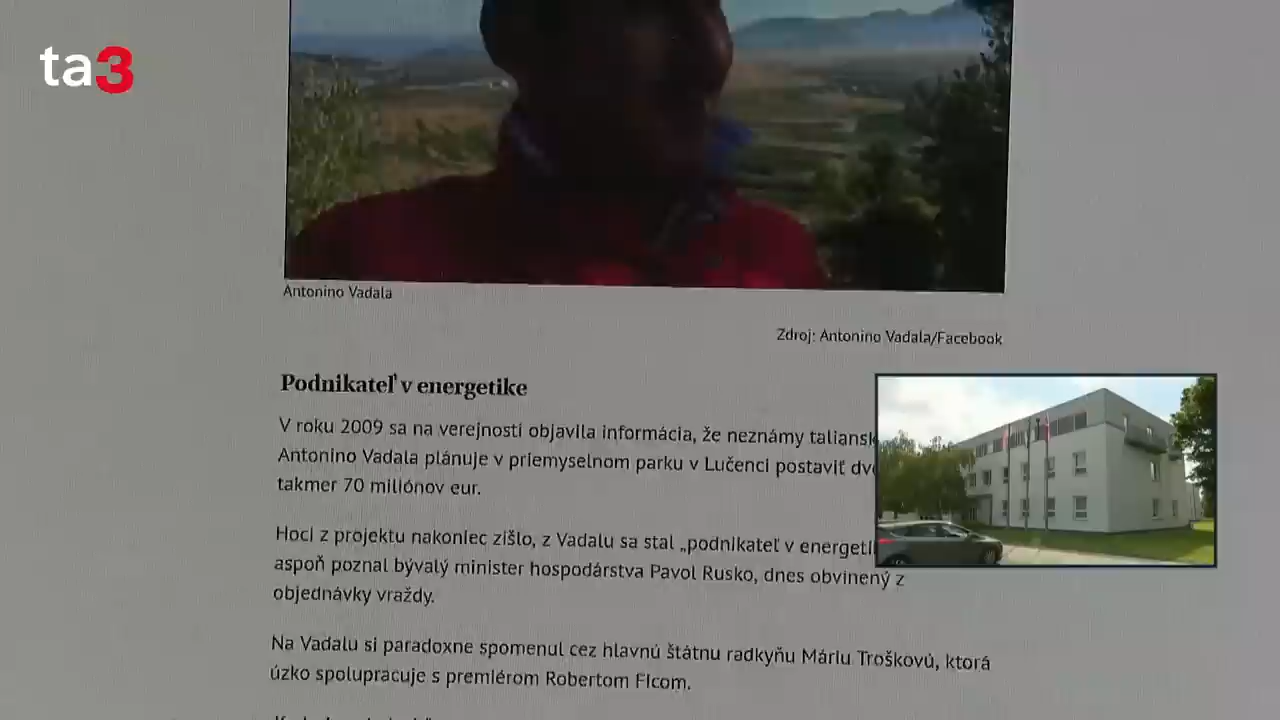 ta3
Antonino Vadala
Zdroj: Antonino Vadala/Facebook
Podnikateľ v energetike
V roku 2009 sa na verejnosti objavila informácia, že neznámy taliansk
Antonino Vadala plánuje v priemyselnom parku v Lučenci postaviť dve
takmer 70 miliónov eur.
Hoci z projektu nakoniec zišlo, z Vadalu sa stal „podnikateľ v energeti
aspoň poznal bývalý minister hospodárstva Pavol Rusko, dnes obvinený z
objednávky vraždy.
Na Vadalu si paradoxne spomenul cez hlavnú štátnu radkyňu Máriu Troškovú, ktorá
úzko spolupracuje s premiérom Robertom Ficom.